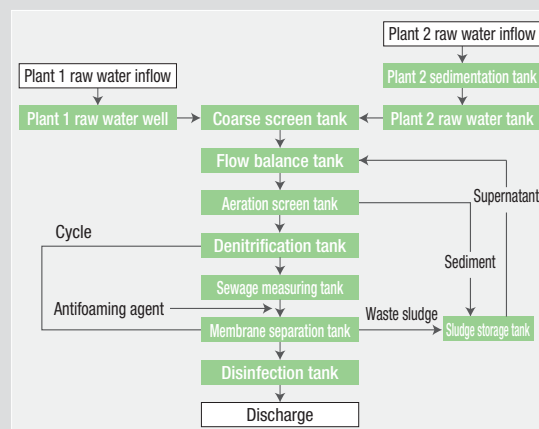 Plant 2 raw water inflow
Plant 1 raw water inflow
Plant 2 sedimentation tank
Plant 1 raw water well
Coarse screen tank
Plant 2 raw water tank
Flow balance tank
Supernatant
Aeration screen tank
Cycle
Denitrification tank
Sediment
Sewage measuring tank
Antifoaming agent
Waste sludge
Membrane separation tank
Sludge storage tank
Disinfection tank
Discharge